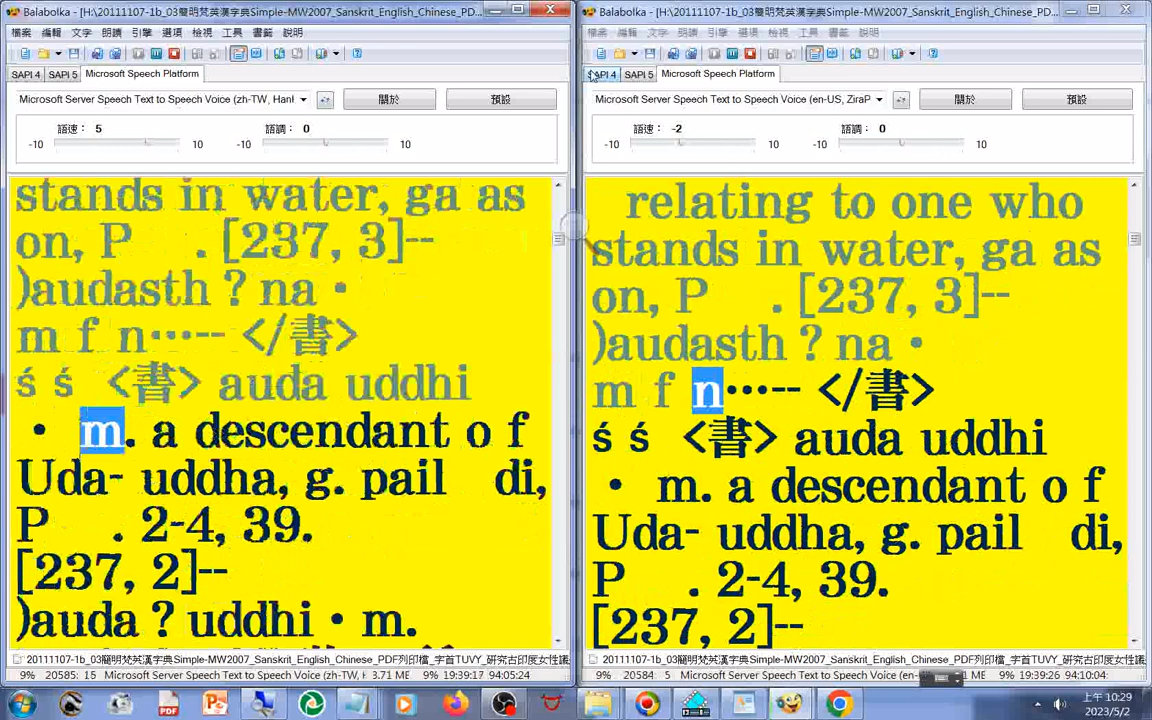 Balabolka - [H:\20111107-1b_03簡明梵英漢字典Simple-MW2007_Sanskrit_English_Chinese_PD...
檔案 編輯 文字 朗讀 引擎 選項 檢視 工具 書籤 說明
SAPI 4 SAPI 5 Microsoft Speech Platform
Microsoft Server Speech Text to Speech Voice (zh-TW, Hanl
關於 預設
語速： 5 語調： 0
-10 10 -10 10
stands in water, ga as
on, P . [237, 3]--
)audasth ? na •
m f n…-- </書>
ś ś <書> auda uddhi
• m. a descendant o f
Uda- uddha, g. pail di,
P . 2-4, 39.
[237, 2]--
)auda ? uddhi • m.
20111107-1b_03簡明梵英漢字典Simple-MW2007_Sanskrit_English_Chinese_PDF列印檔_字首TUVY_研究古印度女性議
9% 20585: 15 Microsoft Server Speech Text to Speech Voice (zh-TW, H 3.71 ME 9% 19:39:17 94:05:24
Balabolka - [H:\20111107-1b_03簡明梵英漢字典Simple-MW2007_Sanskrit_English_Chinese_PD...
檔案 編輯 文字 朗讀 引擎 選項 檢視 工具 書籤 說明
SAPI 4 SAPI 5 Microsoft Speech Platform
Microsoft Server Speech Text to Speech Voice (en-US, ZiraP
關於 預設
語速： -2 語調： 0
-10 10 -10 10
relating to one who
stands in water, ga as
on, P . [237, 3]--
)audasth ? na •
m f n…-- </書>
ś ś <書> auda uddhi
• m. a descendant o f
Uda- uddha, g. pail di,
P . 2-4, 39.
[237, 2]--
20111107-1b_03簡明梵英漢字典Simple-MW2007_Sanskrit_English_Chinese_PDF列印檔_字首TUVY_研究古印度女性議
9% 20584: 5 Microsoft Server Speech Text to Speech Voice (en- 1 ME 9% 19:39:26 94:10:04
上午 10:29
2023/5/2